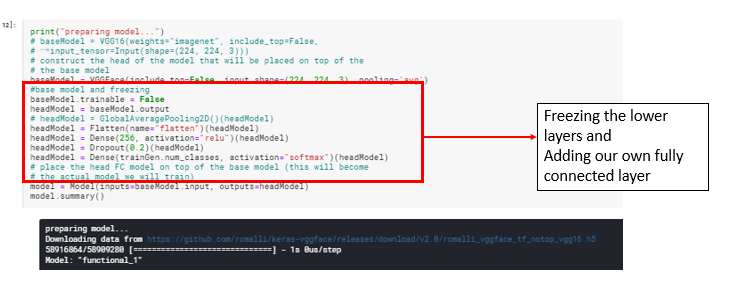 12]:
print("preparing model...")
# baseModel = VGG16(weights="imagenet", include_top=False,
# →input_tensor=Input(shape=(224, 224, 3)))
# construct the head of the model that will be placed on top of the
# the base model
baseModel = VGGFace(include_top=False, input_shape=(224, 224, 3), pooling='avg')
#base model and freezing
baseModel.trainable = False
headModel = baseModel.output
# headModel = GlobalAveragePooling2D()(headModel)
headModel = Flatten(name="flatten")(headModel)
headModel = Dense(256, activation="relu")(headModel)
headModel = Dropout(0.2)(headModel)
headModel = Dense(trainGen.num_classes, activation="softmax")(headModel)
# place the head FC model on top of the base model (this will become
# the actual model we will train)
model = Model(inputs=baseModel.input, outputs=headModel)
model.summary()
Freezing the lower
layers and
Adding our own fully
connected layer
preparing model...
Downloading data from https://github.com/rcmalli/keras-vggface/releases/download/v2.0/rcmalli_vggface_tf_notop_vgg16.h5
58916864/58909280 [==============================] - 1s 0us/step
Model: "functional_1"